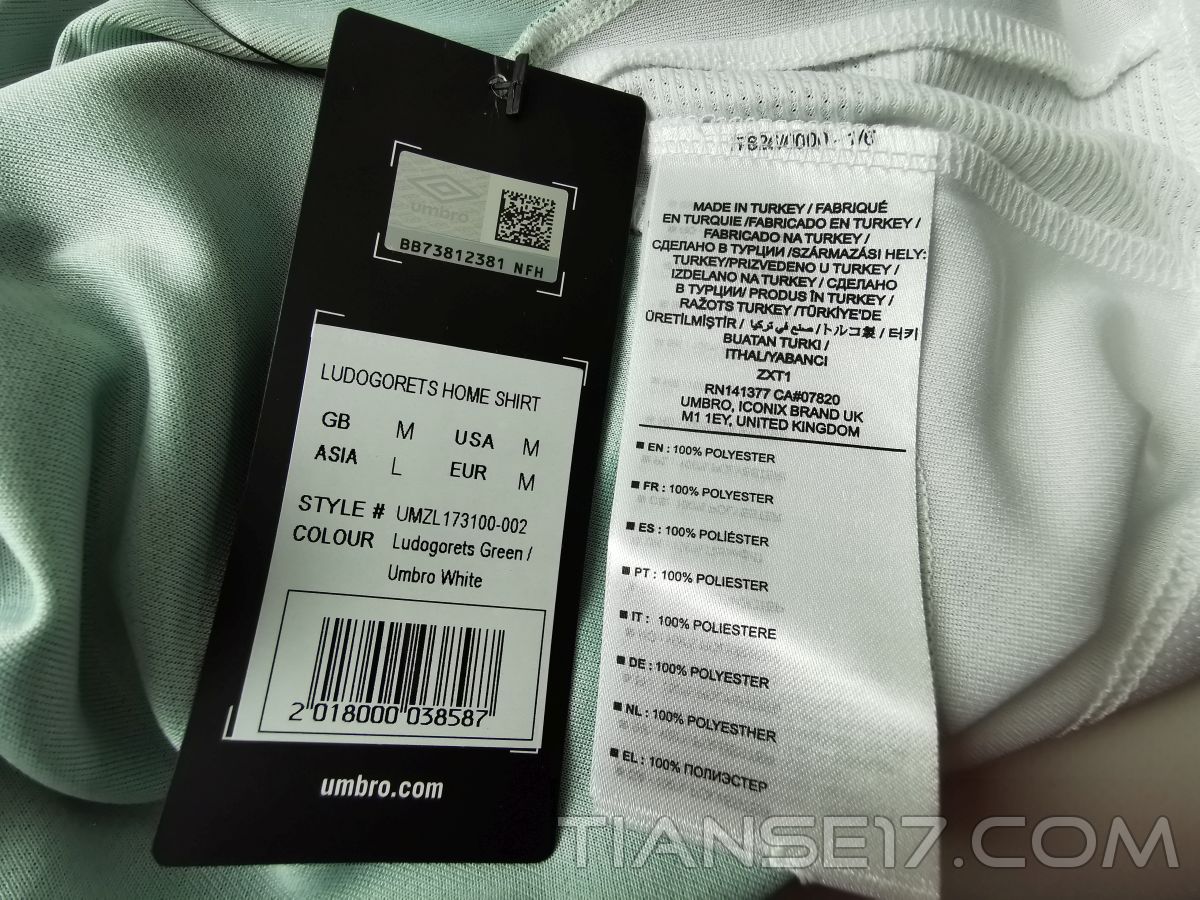 umbro
BB73812381 NFH
LUDOGORETS HOME SHIRT
GB M USA M
ASIA L EUR M
STYLE # UMZL173100-002
COLOUR Ludogorets Green /
Umbro White
2 018000 038587
umbro.com
MADE IN TURKEY / FABRIQUÉ
EN TURQUIE /FABRICADO EN TURKEY /
FABRICADO NA TURKEY /
СДЕЛАНО В ТУРЦИИ /SZÁRMAZÁSI HELY:
TURKEY/PRIZVEDENO U TURKEY /
IZDELANO NA TURKEY / СДЕЛАНО
В ТУРЦИИ/ PRODUS ÎN TURKEY /
RAŽOTS TURKEY /TÜRKİYE'DE
ÜRETİLMİŞTİR / صنع في تركيا /トルコ製 / 터키
BUATAN TURKI /
ITHAL/YABANCI
ZXT1
RN141377 CA#07820
UMBRO, ICONIX BRAND UK
M1 1EY, UNITED KINGDOM
EN : 100% POLYESTER
FR : 100% POLYESTER
ES : 100% POLIÉSTER
PT : 100% POLIESTER
IT : 100% POLIESTERE
DE : 100% POLYESTER
NL : 100% POLYESTHER
EL : 100% ПОЛИЭСТЕР
TIANSE17.COM